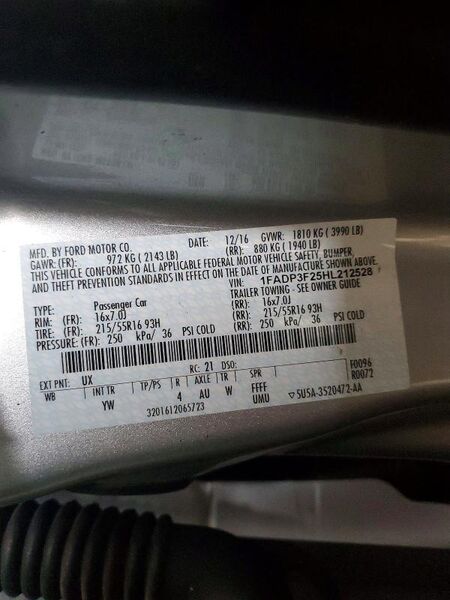 MFD. BY FORD MOTOR CO. DATE: 12/16 GVWR: 1810 KG ( 3990 LB)
GAWR: (FR): 972 KG ( 2143 LB) (RR): 880 KG ( 1940 LB)
THIS VEHICLE CONFORMS TO ALL APPLICABLE FEDERAL MOTOR VEHICLE SAFETY, BUMPER,
AND THEFT PREVENTION STANDARDS IN EFFECT ON THE DATE OF MANUFACTURE SHOWN ABOVE.
VIN: 1FADP3F25HL212528
TYPE: Passenger Car TRAILER TOWING - SEE OWNER GUIDE
RIM: (FR): 16x7.0J (RR): 16x7.0J
TIRE: (FR): 215/55R16 93H (RR): 215/55R16 93H
PRESSURE: (FR): 250 kPa/ 36 PSI COLD (RR): 250 kPa/ 36 PSI COLD
EXT PNT: UX RC: 21 DSO: F0096
WB INT TR TP/PS R AXLE TR SPR R0072
YW 4 AU W FFFF
UMU
3201612065723 ▽5U5A-3520472-AA